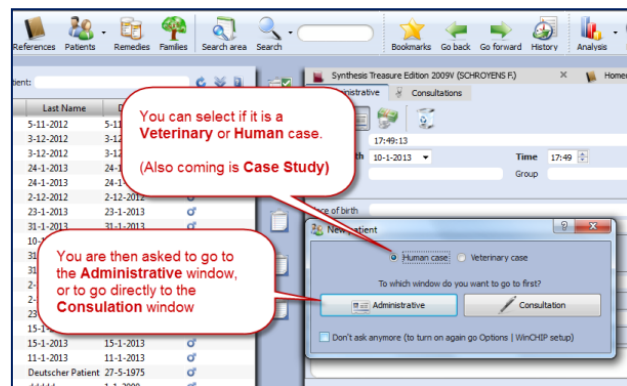 References Patients Remedies Families Search area Search Bookmarks Go back Go forward History Analysis
Synthesis Treasure Edition 2009V (SCHROYENS F.)
Consultations
Last Name
5-11-2012
3-12-2012
3-12-2012
24-1-2013
24-1-2013
2-12-2012 2-12-2012
23-1-2013 23-1-2013
31-1-2013 31-1-2013
15-1-2013 15-1-2013
11-1-2013 11-1-2013
Deutscher Patient 27-5-1975
You can select if it is a
Veterinary or Human case.
(Also coming is Case Study)
You are then asked to go to
the Administrative window,
or to go directly to the
Consulation window
17:49:13
10-1-2013 Time 17:49
Group
New patient
Human case Veterinary case
To which window do you want to go to first?
Administrative Consultation
Don't ask anymore (to turn on again go Options | WinCHIP setup)